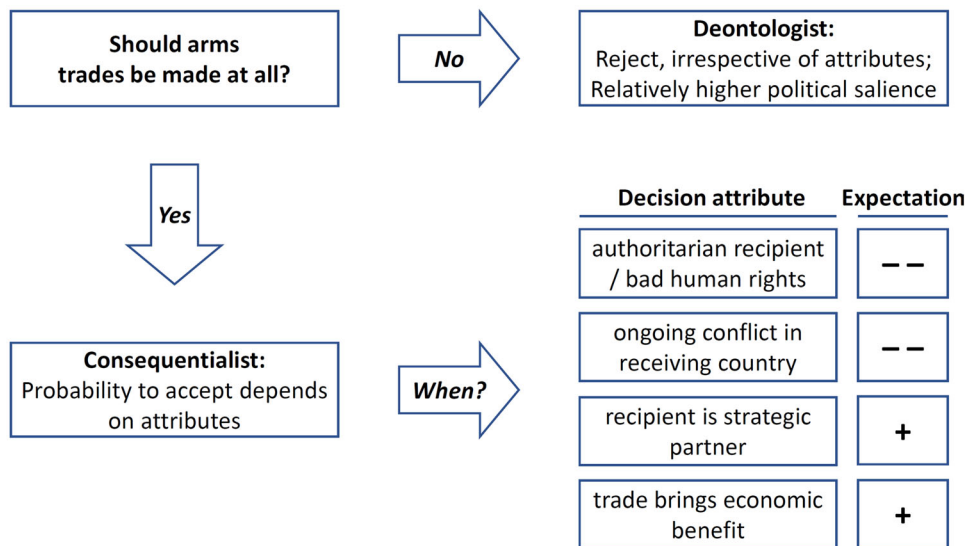 Should arms
trades be made at all?
No
Deontologist:
Reject, irrespective of attributes;
Relatively higher political salience
Yes
Decision attribute
Expectation
authoritarian recipient
/ bad human rights
– –
ongoing conflict in
receiving country
– –
Consequentialist:
Probability to accept depends
on attributes
When?
recipient is strategic
partner
+
trade brings economic
benefit
+